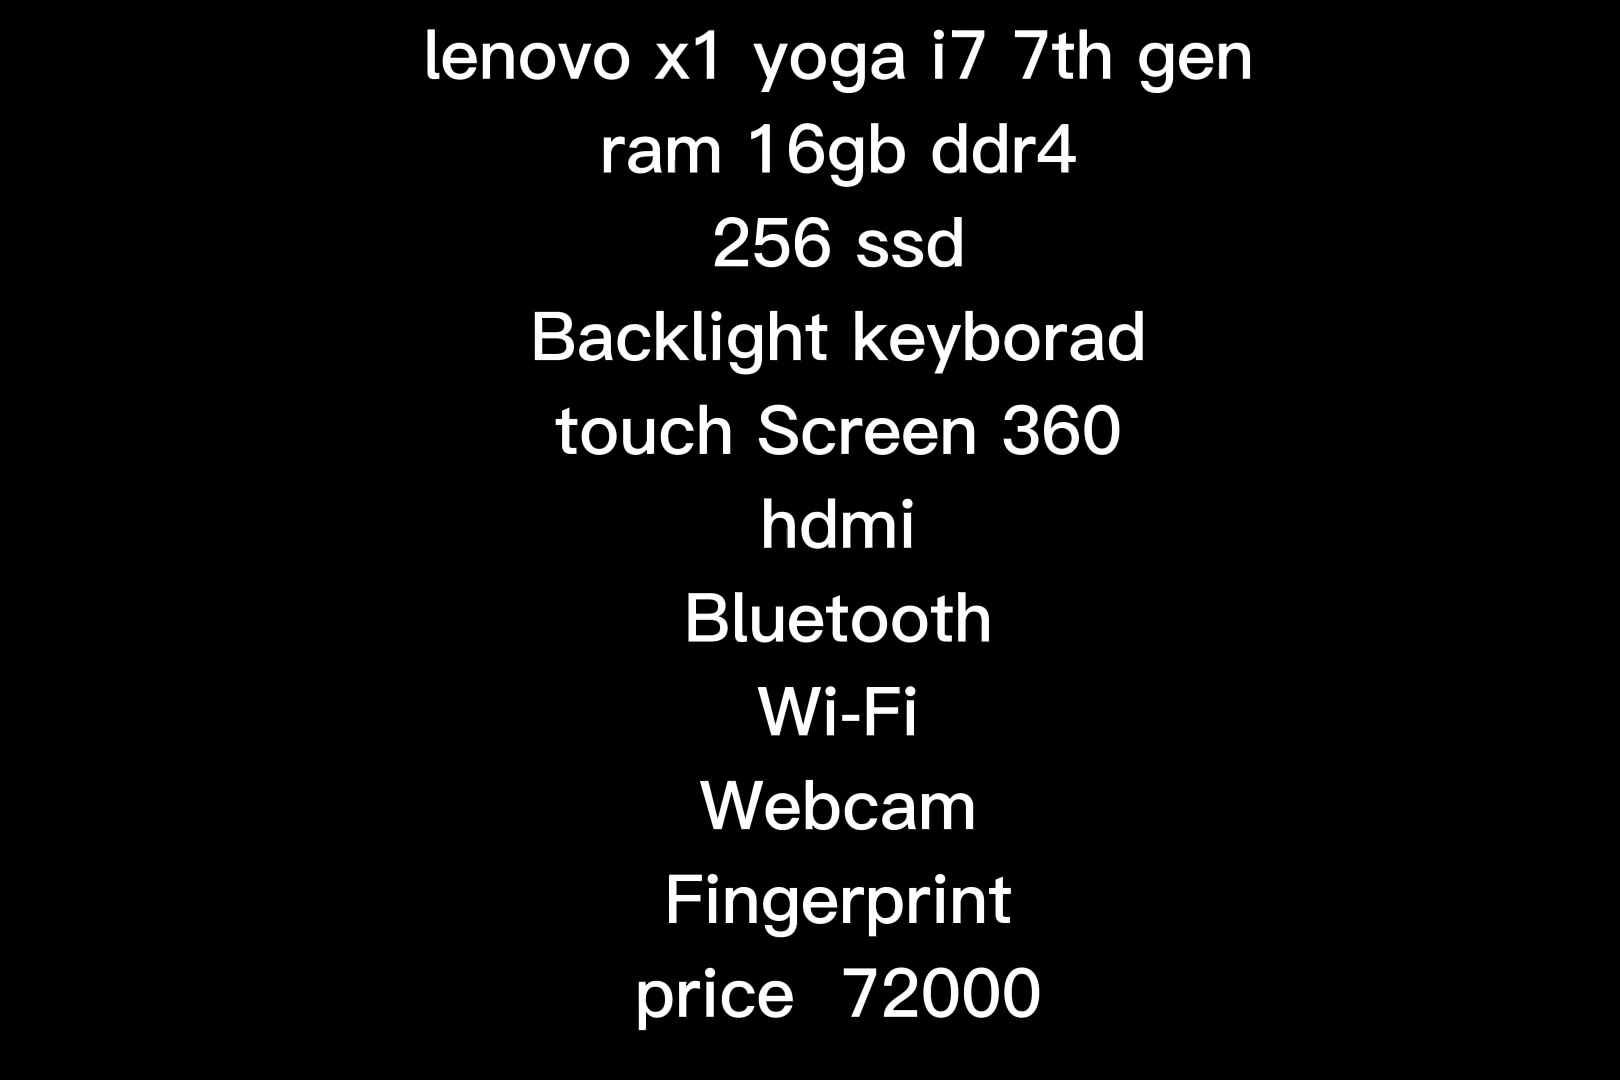 lenovo x1 yoga i7 7th gen
ram 16gb ddr4
256 ssd
Backlight keyborad
touch Screen 360
hdmi
Bluetooth
Wi-Fi
Webcam
Fingerprint
price 72000